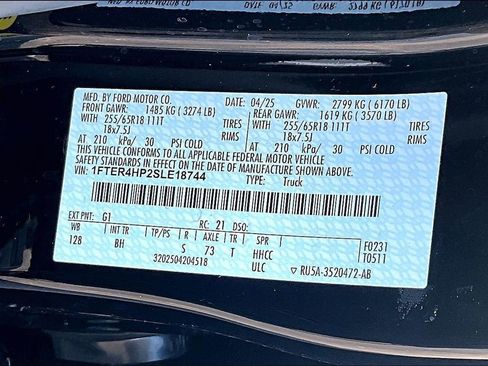 MFD. BY FORD MOTOR CO. DATE: 04/25 GVWR: 2799 KG ( 6170 LB)
FRONT GAWR: 1485 KG ( 3274 LB) REAR GAWR: 1619 KG ( 3570 LB)
WITH 255/65R18 111T TIRES WITH 255/65R18 111T TIRES
18x7.5J RIMS 18x7.5J RIMS
AT 210 kPa/ 30 PSI COLD AT 210 kPa/ 30 PSI COLD
THIS VEHICLE CONFORMS TO ALL APPLICABLE FEDERAL MOTOR VEHICLE
SAFETY STANDARDS IN EFFECT ON THE DATE OF MANUFACTURE SHOWN ABOVE.
VIN: 1FTER4HP2SLE18744 TYPE: Truck
EXT PNT: G1 RC: 21 DSO:
WB INT TR TP/PS R AXLE TR SPR F0231
128 BH S 73 T HHCC T0511
3202504204518 ULC ▽ RU5A-3520472-AB